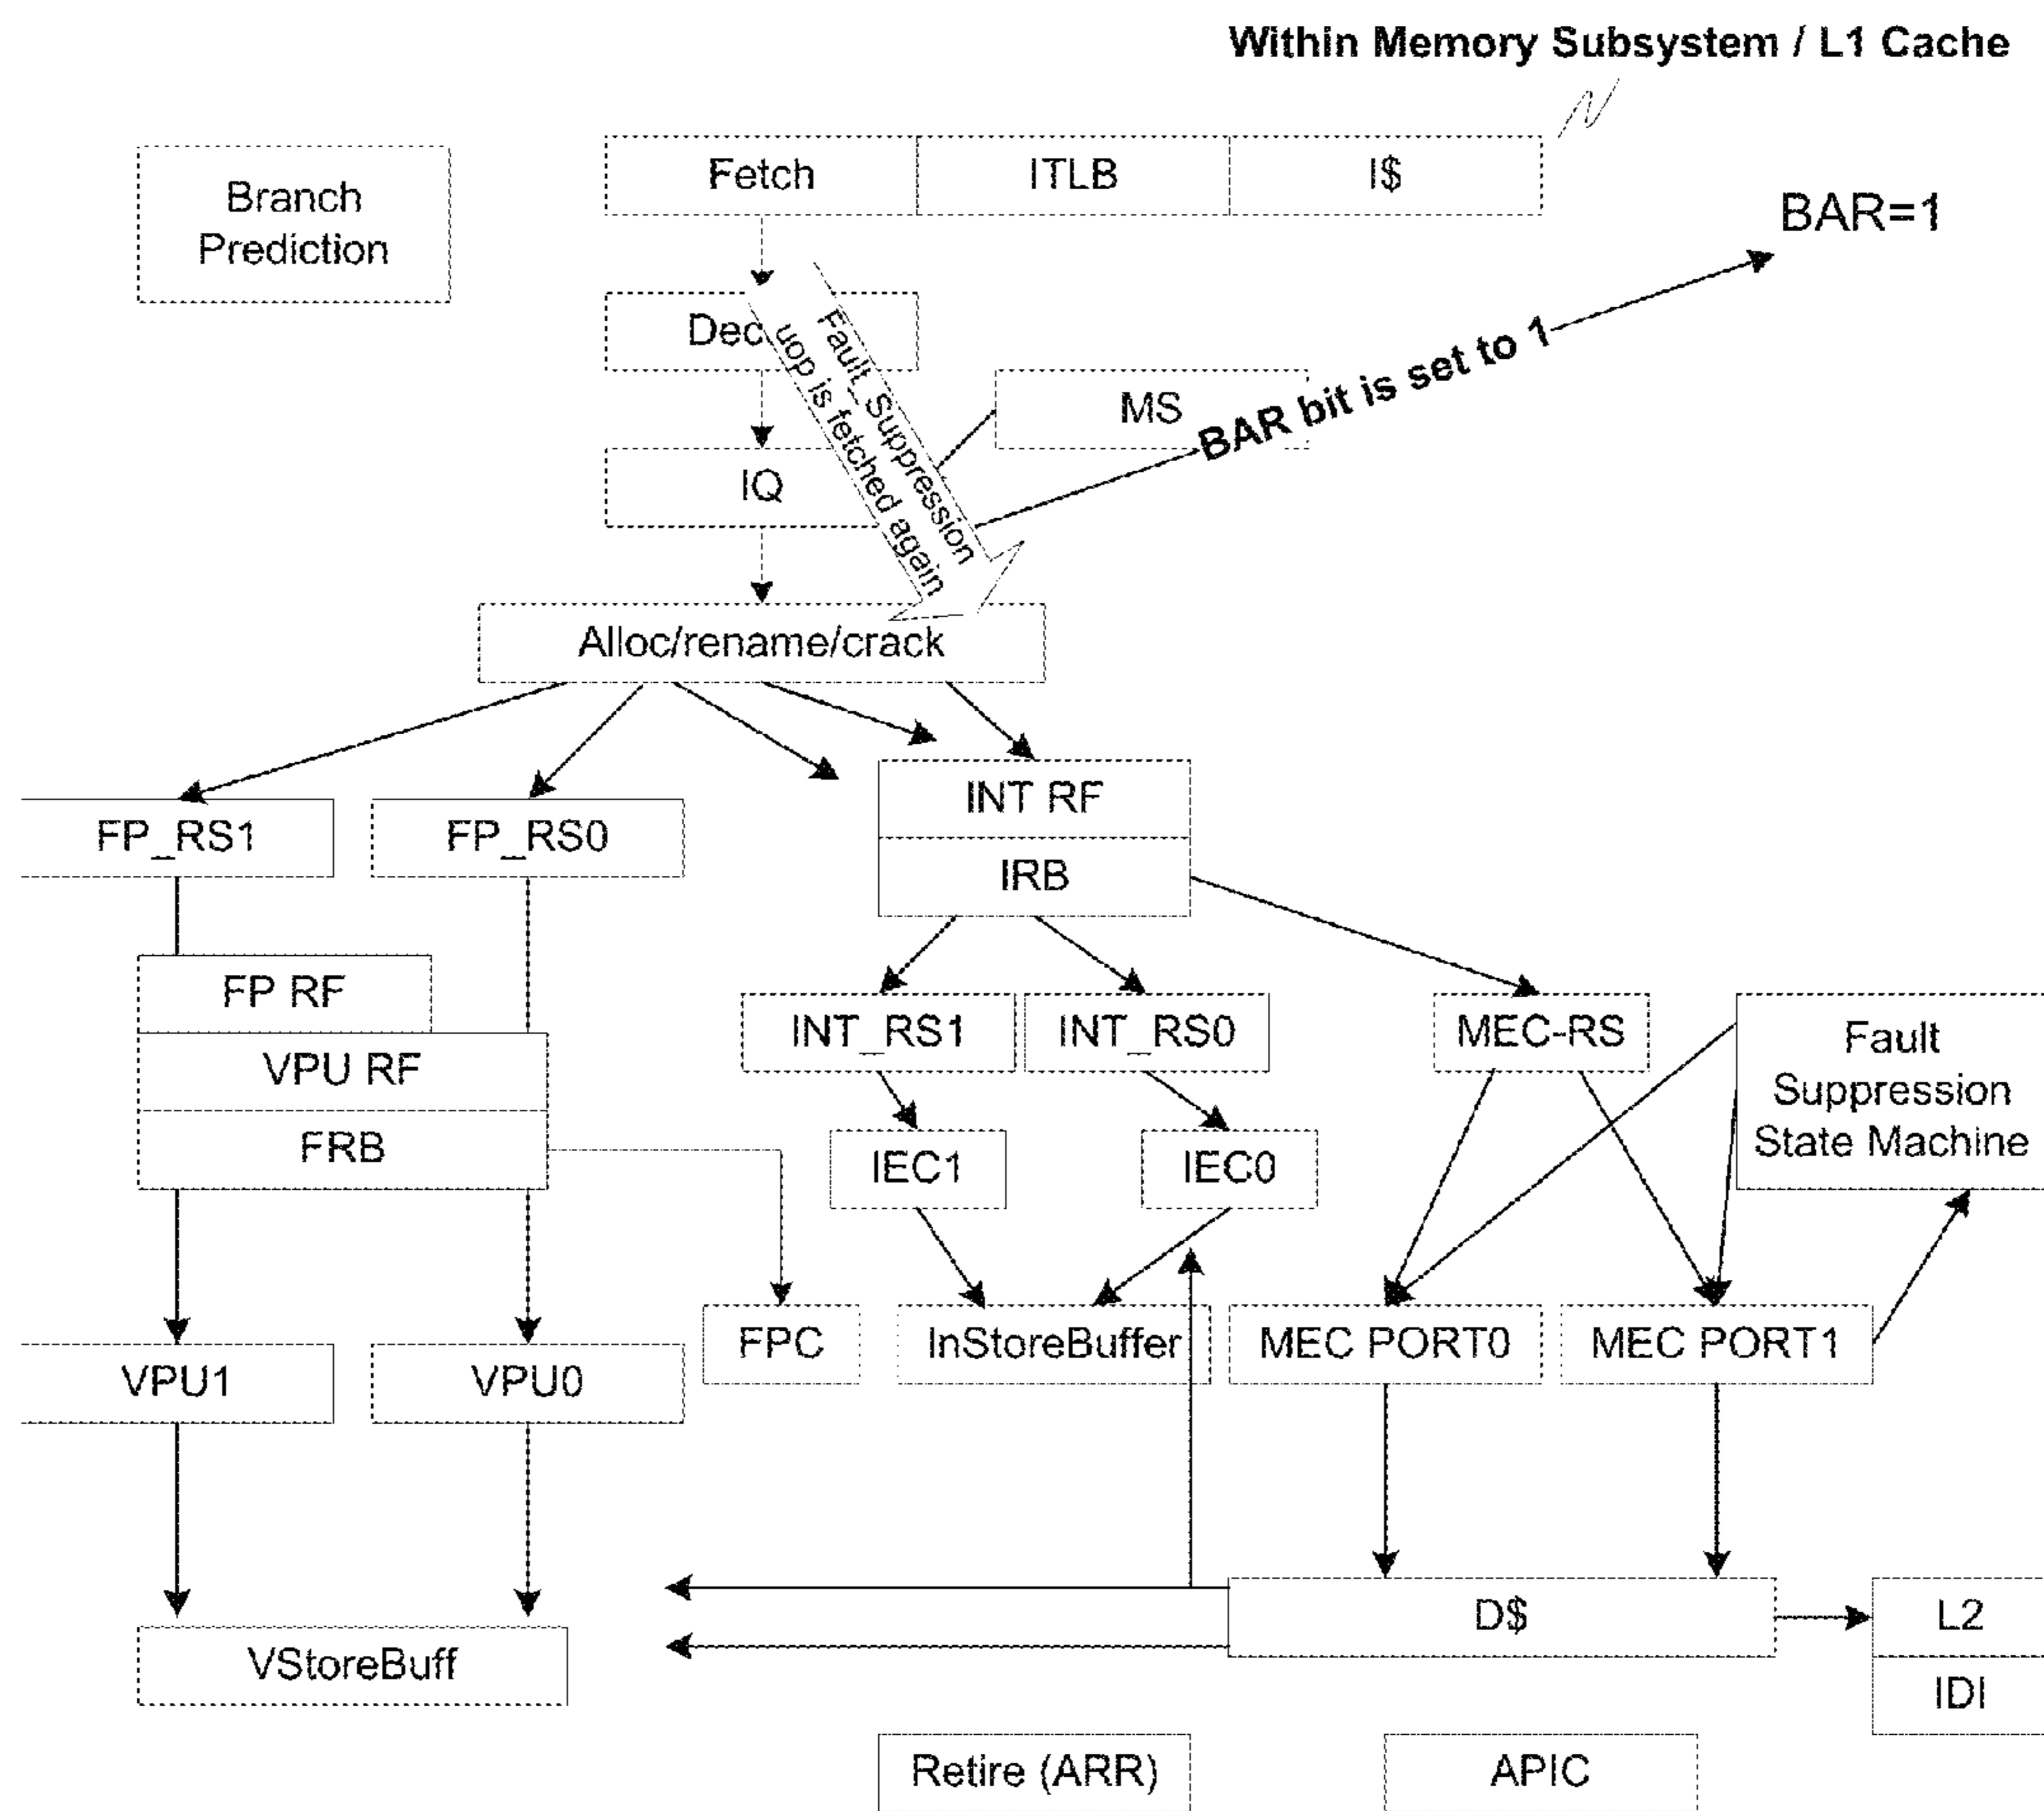 Within Memory Subsystem / L1 Cache
Branch
Prediction
Fetch
ITLB
I$
BAR=1
Dec
Fault_Suppression
uop is fetched again
MS
BAR bit is set to 1
IQ
Alloc/rename/crack
INT RF
FP_RS1
FP_RS0
IRB
FP RF
INT_RS1
INT_RS0
MEC-RS
Fault
Suppression
State Machine
VPU RF
FRB
IEC1
IEC0
FPC
InStoreBuffer
MEC PORT0
MEC PORT1
VPU1
VPU0
D$
L2
VStoreBuff
IDI
Retire (ARR)
APIC